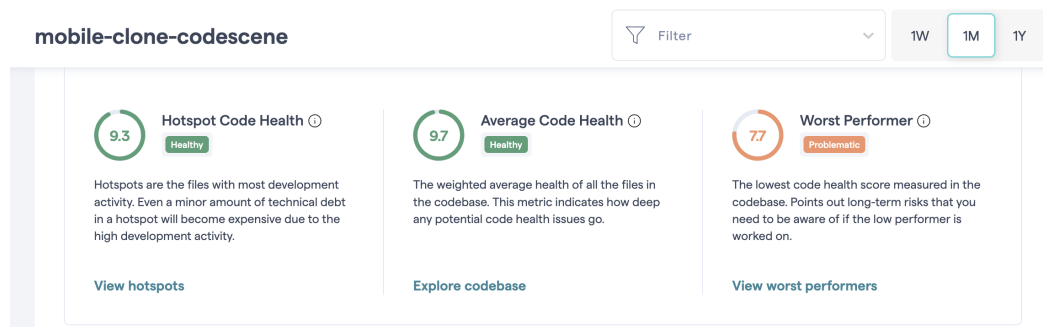 mobile-clone-codescene
Filter
1W
1M
1Y
9.3
Hotspot Code Health
Healthy
Hotspots are the files with most development
activity. Even a minor amount of technical debt
in a hotspot will become expensive due to the
high development activity.
View hotspots
9.7
Average Code Health
Healthy
The weighted average health of all the files in
the codebase. This metric indicates how deep
any potential code health issues go.
Explore codebase
7.7
Worst Performer
Problematic
The lowest code health score measured in the
codebase. Points out long-term risks that you
need to be aware of if the low performer is
worked on.
View worst performers